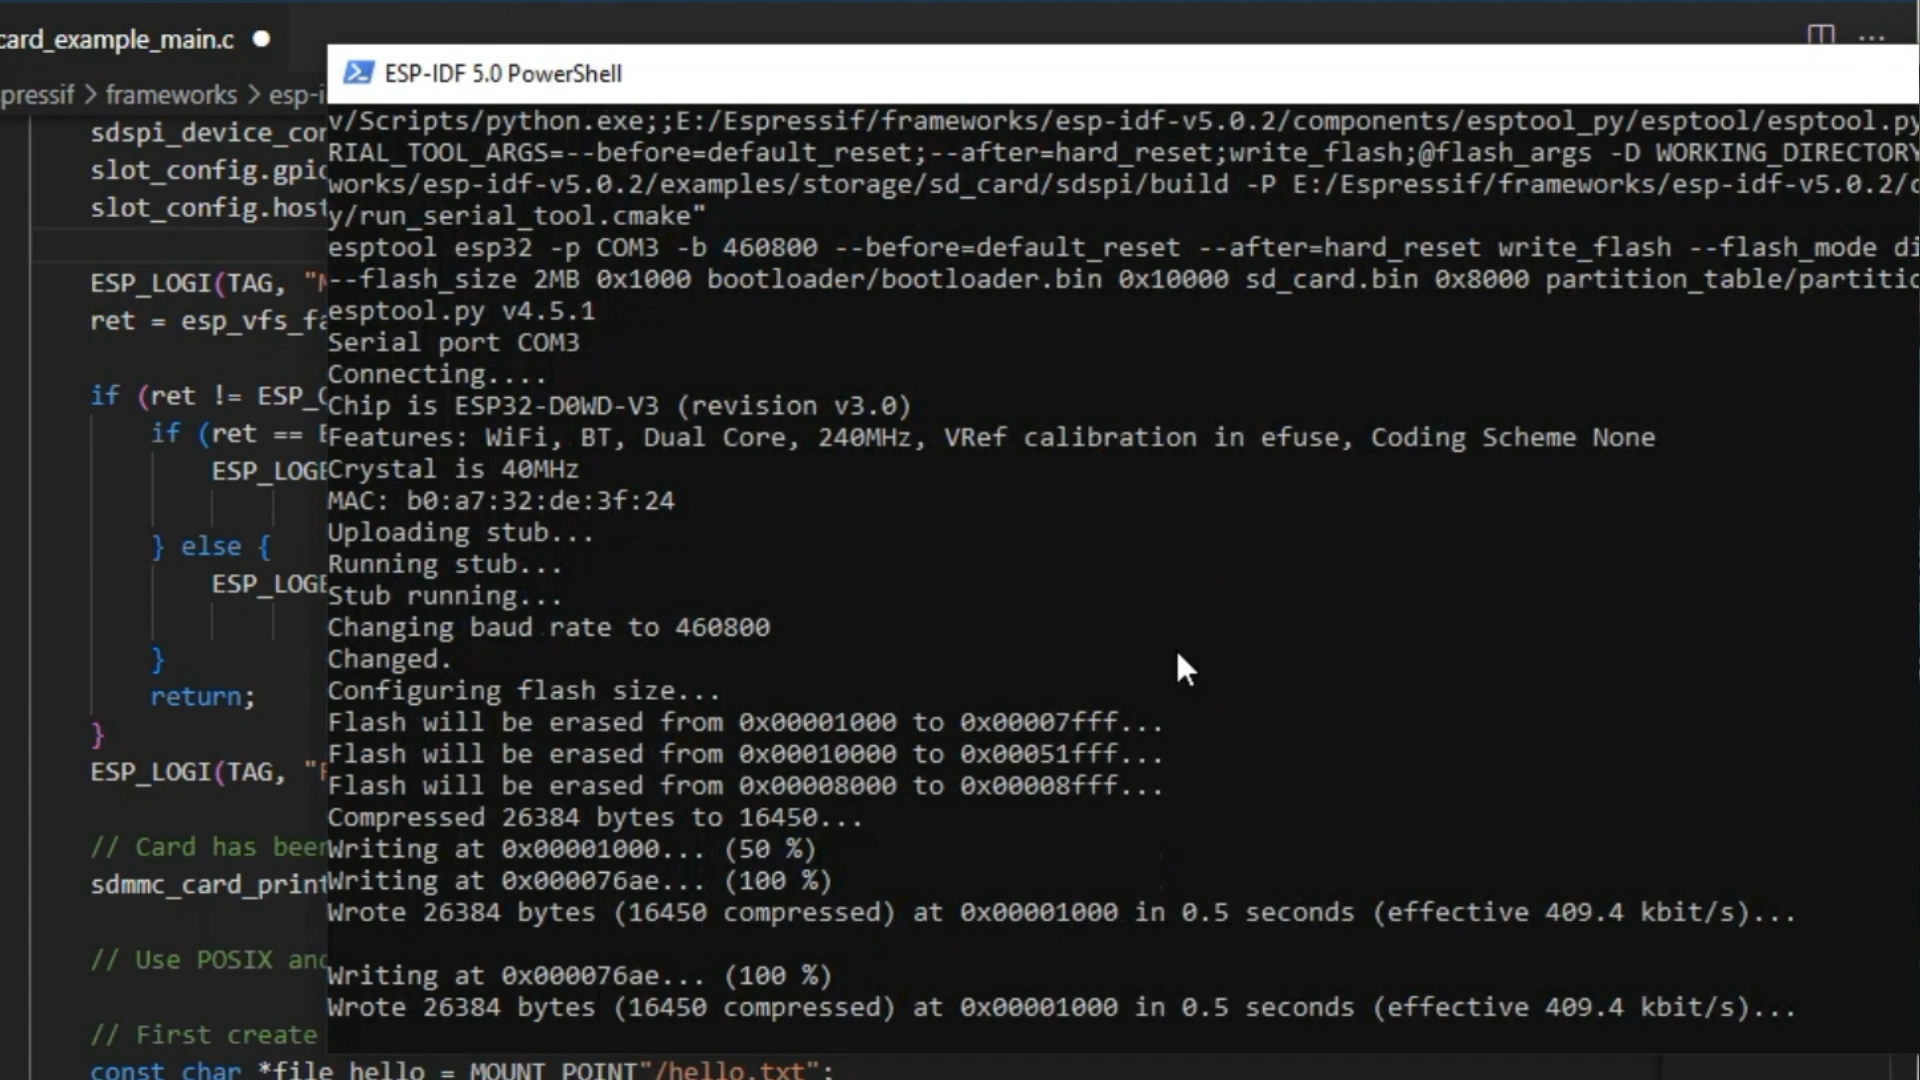 card_example_main.c
pressif > frameworks > esp-i
sdspi_device_cor
slot_config.gpic
slot_config.host
ESP_LOGI(TAG, "M
ret = esp_vfs_fa
if (ret != ESP_O
if (ret == E
ESP_LOGE
} else {
ESP_LOGE
}
return;
}
ESP_LOGI(TAG, "F
// Card has been
sdmmc_card_print
// Use POSIX and
// First create
const char *file_hello = MOUNT_POINT"/hello.txt";
ESP-IDF 5.0 PowerShell
v/Scripts/python.exe;;E:/Espressif/frameworks/esp-idf-v5.0.2/components/esptool_py/esptool/esptool.py
RIAL_TOOL_ARGS=--before=default_reset;--after=hard_reset;write_flash;@flash_args -D WORKING_DIRECTORY
works/esp-idf-v5.0.2/examples/storage/sd_card/sdspi/build -P E:/Espressif/frameworks/esp-idf-v5.0.2/c
y/run_serial_tool.cmake"
esptool esp32 -p COM3 -b 460800 --before=default_reset --after=hard_reset write_flash --flash_mode di
--flash_size 2MB 0x1000 bootloader/bootloader.bin 0x10000 sd_card.bin 0x8000 partition_table/partitio
esptool.py v4.5.1
Serial port COM3
Connecting....
Chip is ESP32-D0WD-V3 (revision v3.0)
Features: WiFi, BT, Dual Core, 240MHz, VRef calibration in efuse, Coding Scheme None
Crystal is 40MHz
MAC: b0:a7:32:de:3f:24
Uploading stub...
Running stub...
Stub running...
Changing baud rate to 460800
Changed.
Configuring flash size...
Flash will be erased from 0x00001000 to 0x00007fff...
Flash will be erased from 0x00010000 to 0x00051fff...
Flash will be erased from 0x00008000 to 0x00008fff...
Compressed 26384 bytes to 16450...
Writing at 0x00001000... (50 %)
Writing at 0x000076ae... (100 %)
Wrote 26384 bytes (16450 compressed) at 0x00001000 in 0.5 seconds (effective 409.4 kbit/s)...
Writing at 0x000076ae... (100 %)
Wrote 26384 bytes (16450 compressed) at 0x00001000 in 0.5 seconds (effective 409.4 kbit/s)...